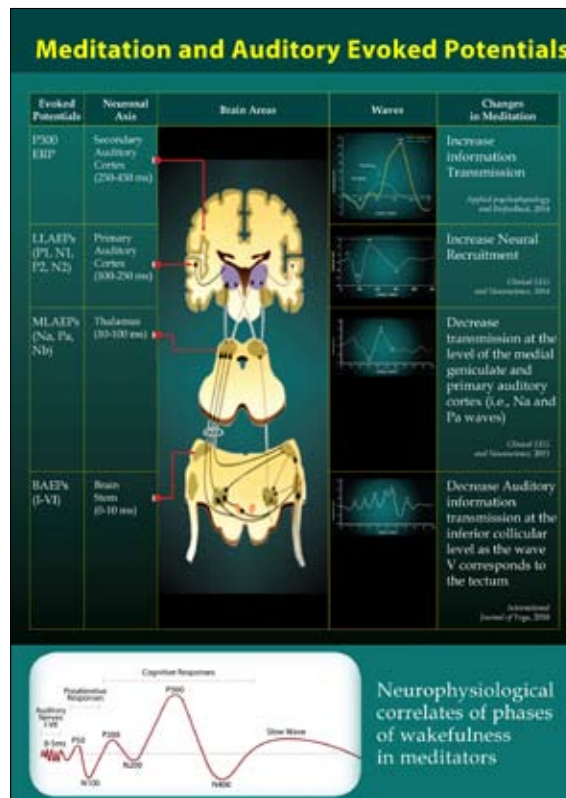 Meditation and Auditory Evoked Potentials
Evoked
Potentials
Neuronal
Axis
Brain Areas
Waves
Changes
in Meditation
P300
ERP
Secondary
Auditory
Cortex
(250-450 ms)
Increase
information
Transmission
Applied psychophysiology
and Biofeedback, 2014
LLAEPs
(P1, N1,
P2, N2)
Primary
Auditory
Cortex
(100-250 ms)
Increase Neural
Recruitment
Clinical EEG
and Neuroscience, 2014
MLAEPs
(Na, Pa,
Nb)
Thalamus
(10-100 ms)
Decrease
transmission at the
level of the medial
geniculate and
primary auditory
cortex (i.e., Na and
Pa waves)
Clinical EEG
and Neuroscience,
BAEPs
(I-VI)
Brain
Stem
(0-10 ms)
Decrease Auditory
information
transmission at the
inferior collicular
level as the wave
V corresponds to
the tectum
International
Journal of Yoga, 2010
Cognitive Responses
Preattentive
Responses
Auditory
Nerves
I-VII
P50
N100
P200
N200
P300
N400
Slow Wave
Neurophysiological
correlates of phases
of wakefulness
in meditators